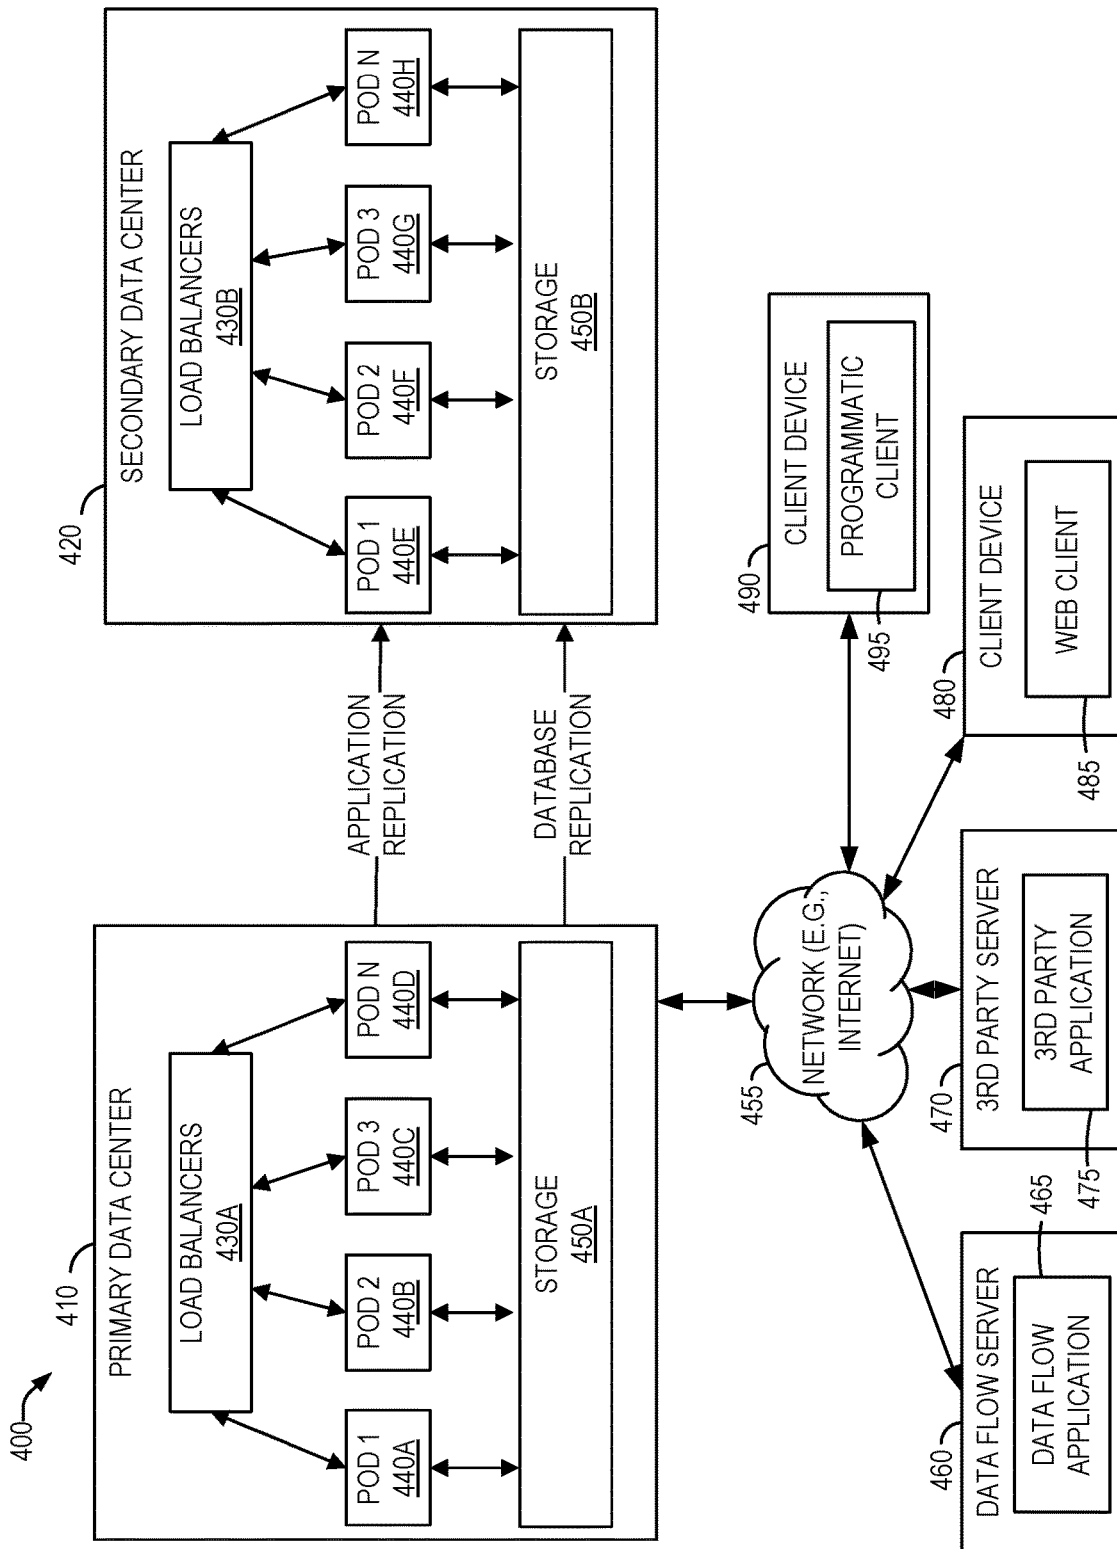 400
410
PRIMARY DATA CENTER
LOAD BALANCERS
430A
POD 1
440A
POD 2
440B
POD 3
440C
POD N
440D
STORAGE
450A
APPLICATION
REPLICATION
DATABASE
REPLICATION
420
SECONDARY DATA CENTER
LOAD BALANCERS
430B
POD 1
440E
POD 2
440F
POD 3
440G
POD N
440H
STORAGE
450B
455
NETWORK (E.G.,
INTERNET)
460
DATA FLOW SERVER
465
DATA FLOW
APPLICATION
470
3RD PARTY SERVER
3RD PARTY
APPLICATION
475
480
CLIENT DEVICE
WEB CLIENT
485
490
CLIENT DEVICE
PROGRAMMATIC
CLIENT
495